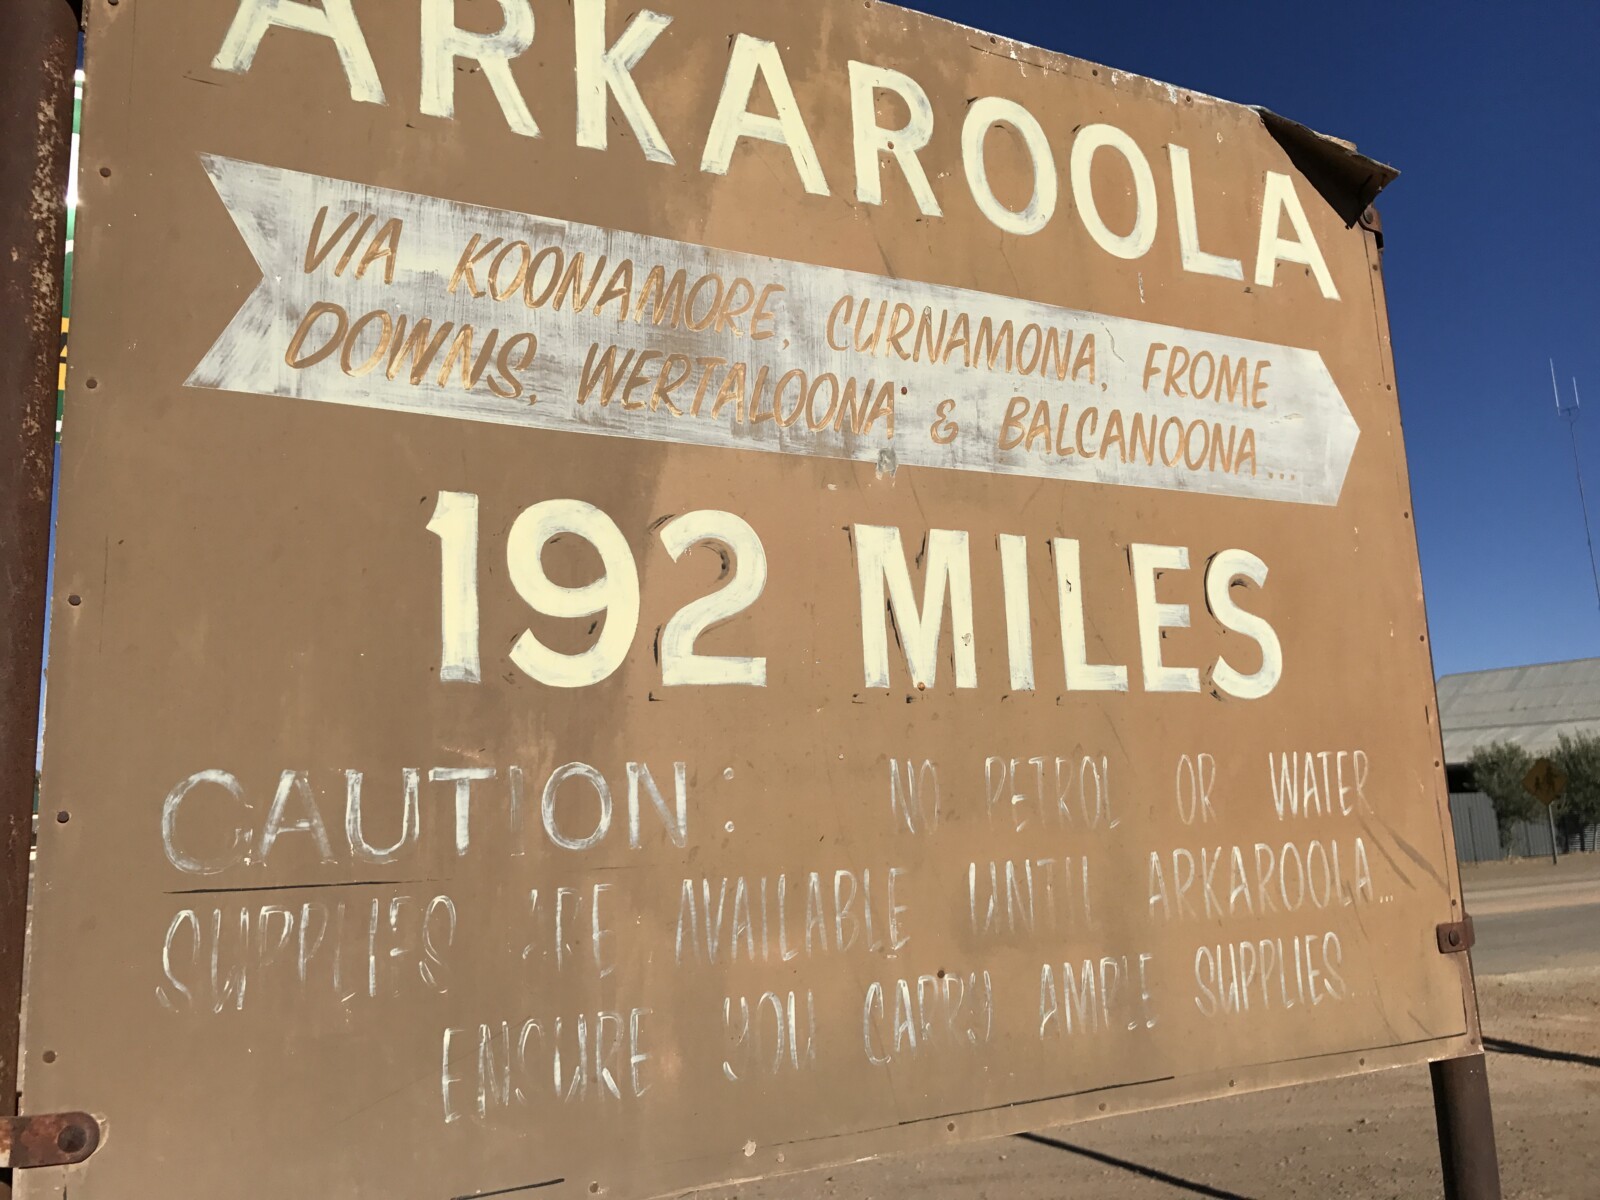 ARKAROOLA
VIA KOONAMORE, CURNAMONA, FROME
DOWNS, WERTALOONA & BALCANOONA...
192 MILES
CAUTION: NO PETROL OR WATER
SUPPLIES ARE AVAILABLE UNTIL ARKAROOLA...
ENSURE YOU CARRY AMPLE SUPPLIES.